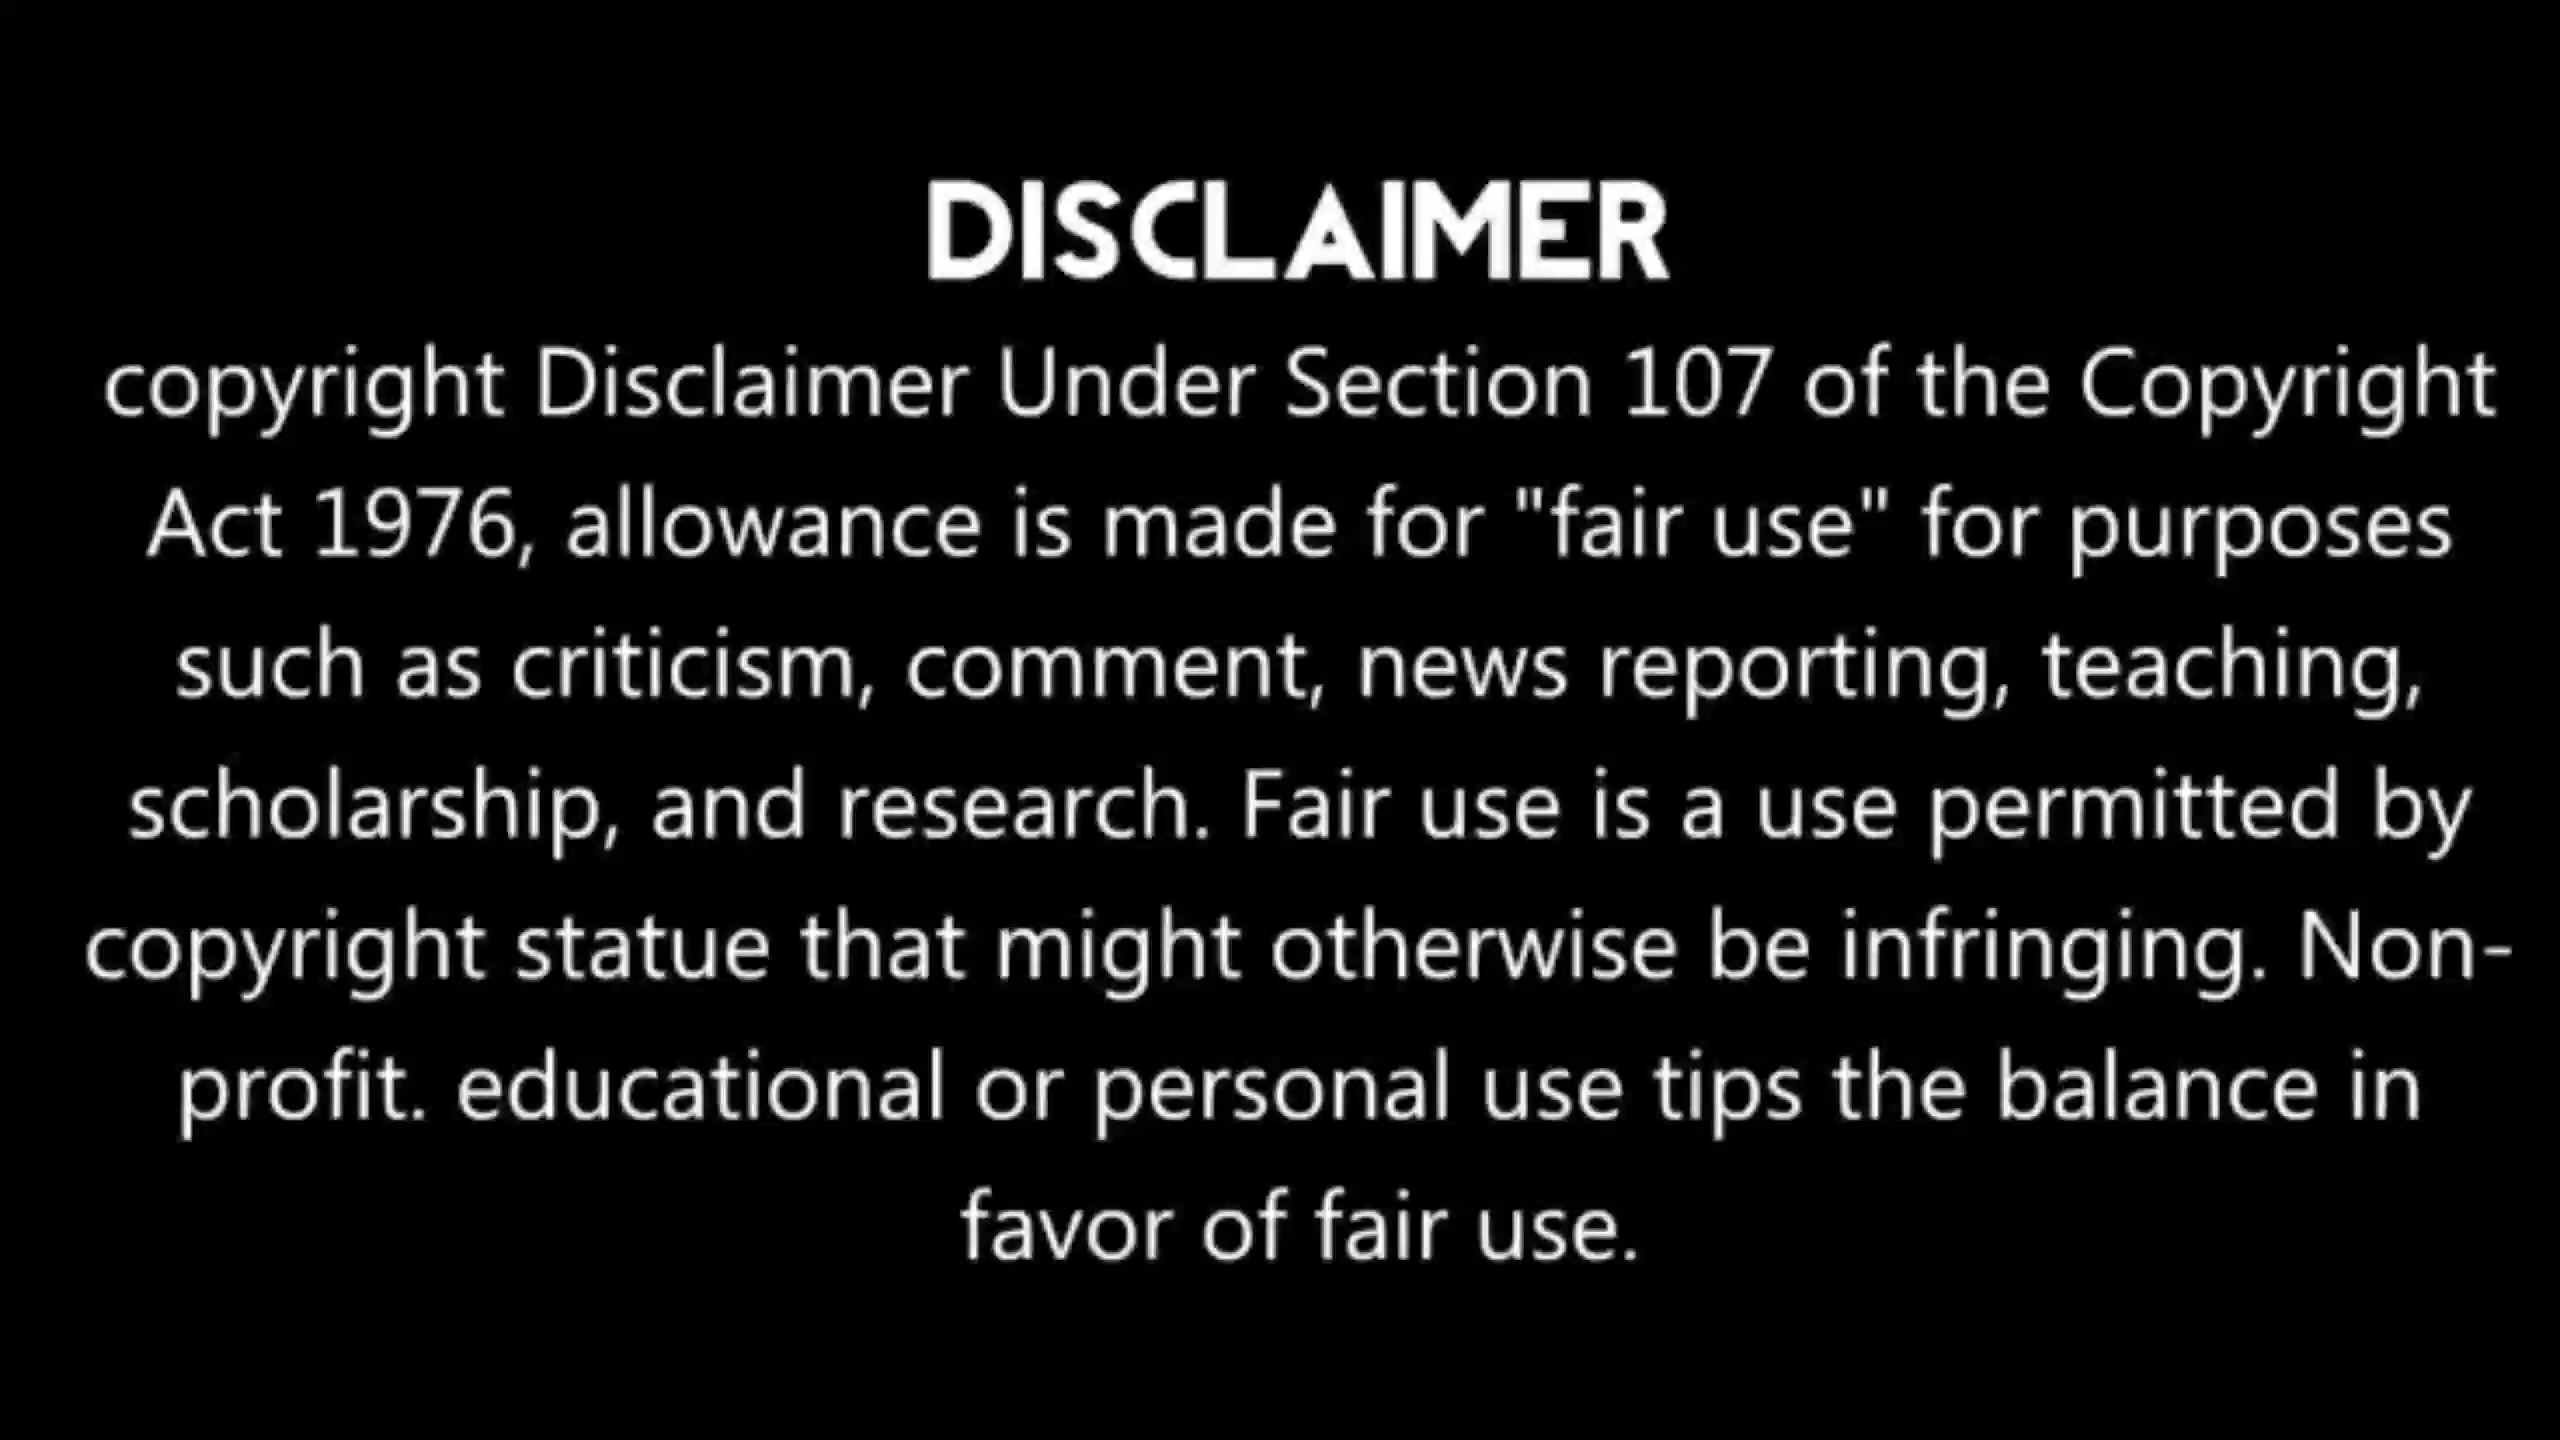 DISCLAIMER
copyright Disclaimer Under Section 107 of the Copyright
Act 1976, allowance is made for "fair use" for purposes
such as criticism, comment, news reporting, teaching,
scholarship, and research. Fair use is a use permitted by
copyright statue that might otherwise be infringing. Non-
profit. educational or personal use tips the balance in
favor of fair use.